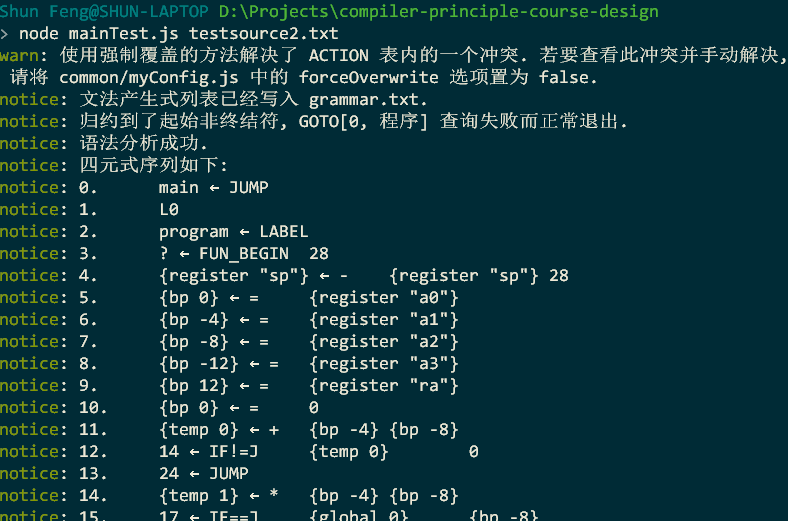 Shun Feng@SHUN-LAPTOP D:\Projects\compiler-principle-course-design
> node mainTest.js testsource2.txt
warn: 使用强制覆盖的方法解决了 ACTION 表内的一个冲突. 若要查看此冲突并手动解决,
请将 common/myConfig.js 中的 forceOverwrite 选项置为 false.
notice: 文法产生式列表已经写入 grammar.txt.
notice: 归约到了起始非终结符, GOTO[0, 程序] 查询失败而正常退出.
notice: 语法分析成功.
notice: 四元式序列如下:
notice: 0. main ← JUMP
notice: 1. L0
notice: 2. program ← LABEL
notice: 3. ? ← FUN_BEGIN 28
notice: 4. {register "sp"} ← - {register "sp"} 28
notice: 5. {bp 0} ← = {register "a0"}
notice: 6. {bp -4} ← = {register "a1"}
notice: 7. {bp -8} ← = {register "a2"}
notice: 8. {bp -12} ← = {register "a3"}
notice: 9. {bp 12} ← = {register "ra"}
notice: 10. {bp 0} ← = 0
notice: 11. {temp 0} ← + {bp -4} {bp -8}
notice: 12. 14 ← IF!=J {temp 0} 0
notice: 13. 24 ← JUMP
notice: 14. {temp 1} ← * {bp -4} {bp -8}
notice: 15. 17 ← IF==J {global 0} {bp -8}